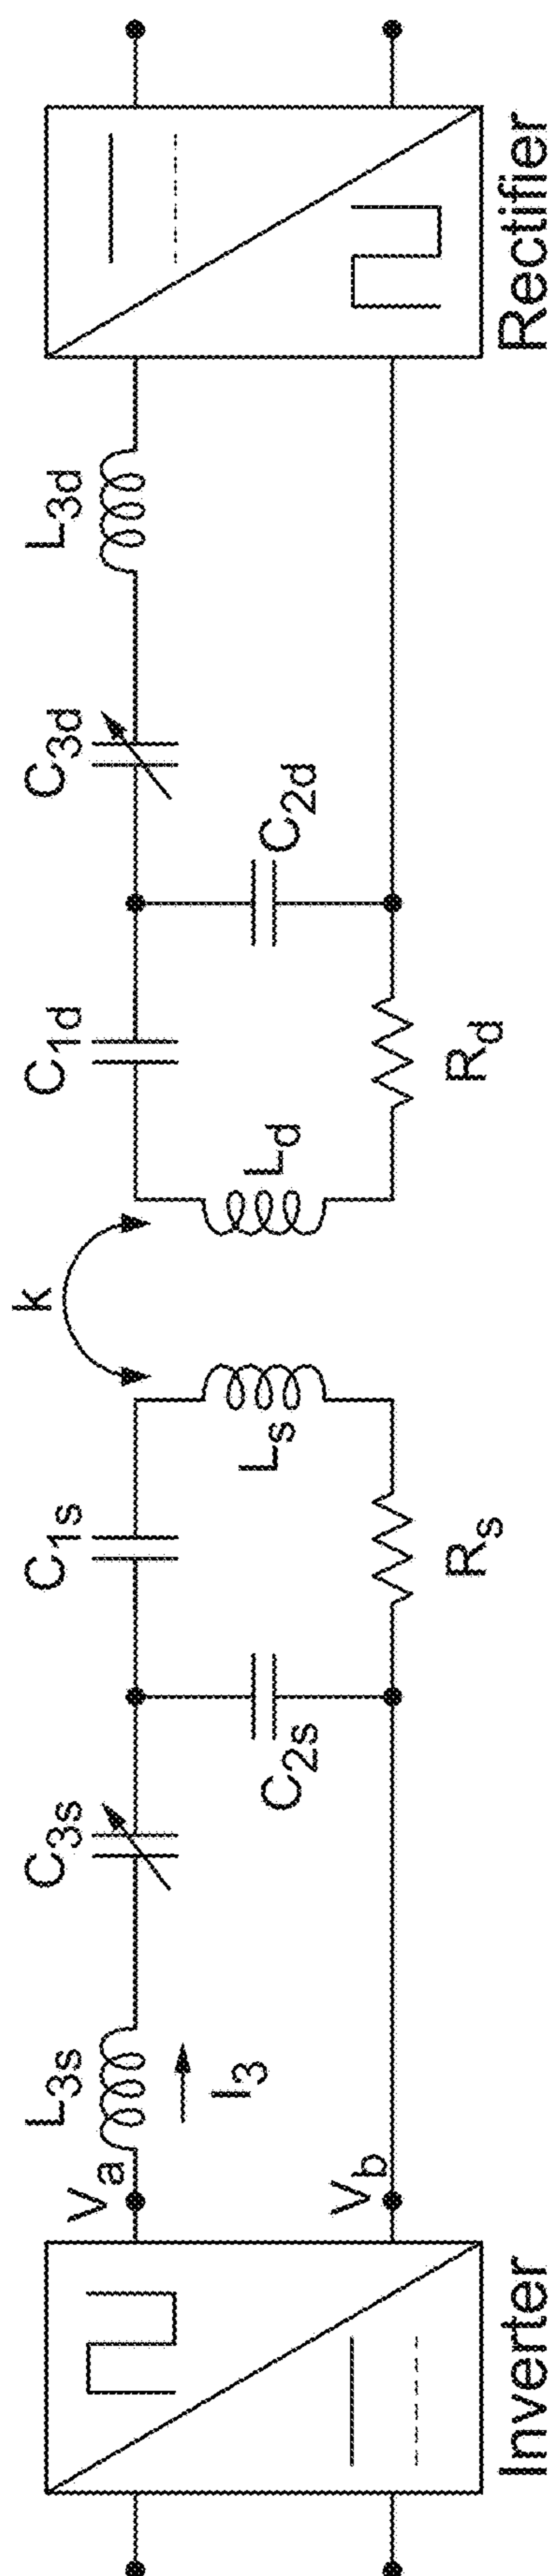 Inverter
Va
Vb
L3s
I3
C3s
C2s
C1s
Ls
Rs
k
Ld
Rd
C1d
C2d
C3d
L3d
Rectifier